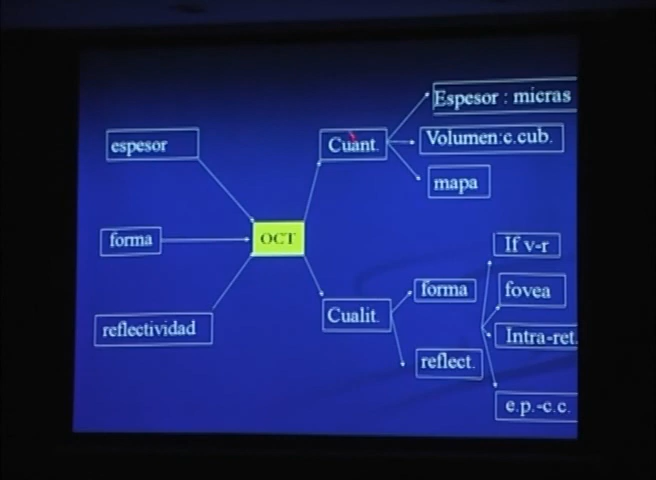 espesor
forma
reflectividad
OCT
Cuant.
Espesor : micras
Volumen:c.cub.
mapa
Cualit.
forma
reflect.
If v-r
fovea
Intra-ret.
e.p.-c.c.